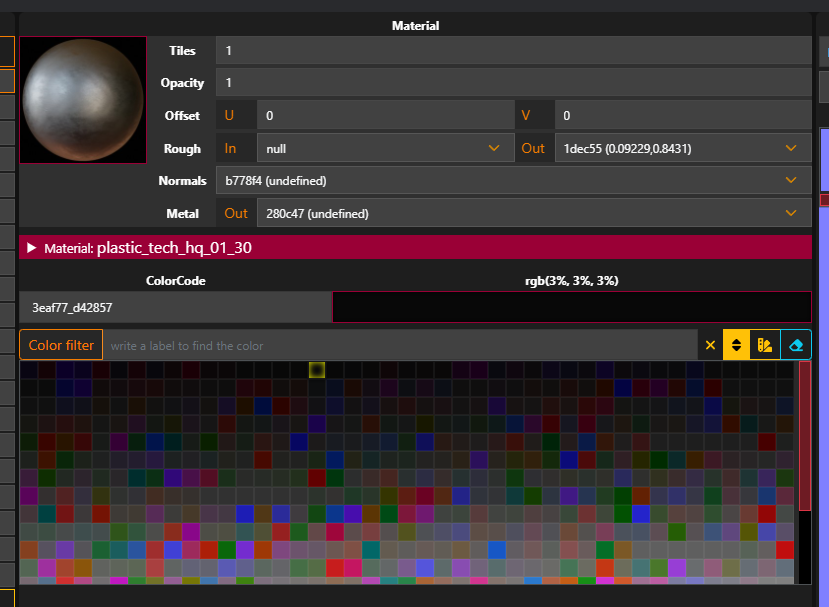 Material
Tiles 1
Opacity 1
Offset U 0 V 0
Rough In null Out 1dec55 (0.09229,0.8431)
Normals b778f4 (undefined)
Metal Out 280c47 (undefined)
Material: plastic_tech_hq_01_30
ColorCode rgb(3%, 3%, 3%)
3eaf77_d42857
Color filter write a label to find the color